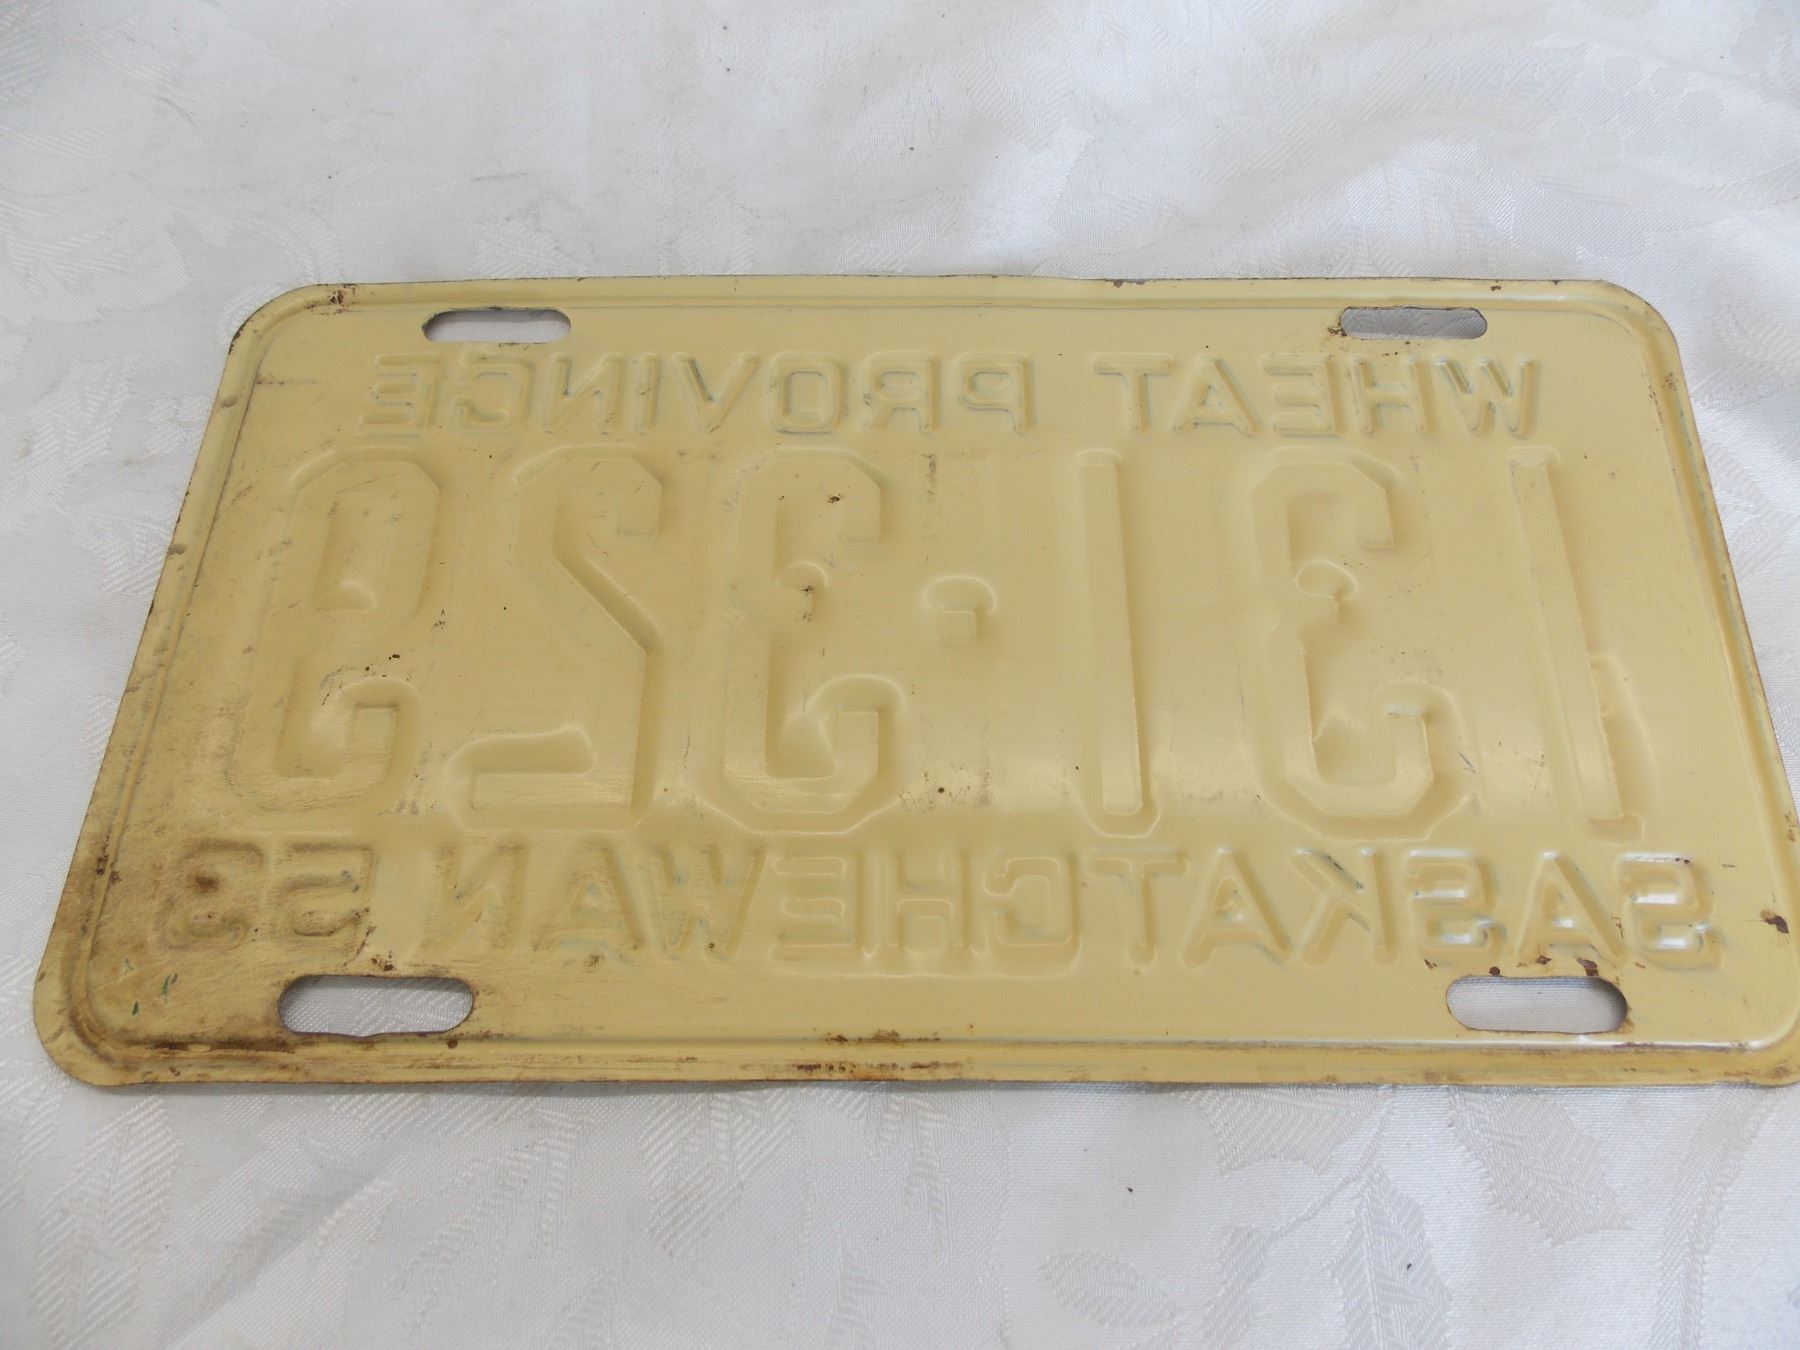 WHEAT PROVINCE
131·329
SASKATCHEWAN 53